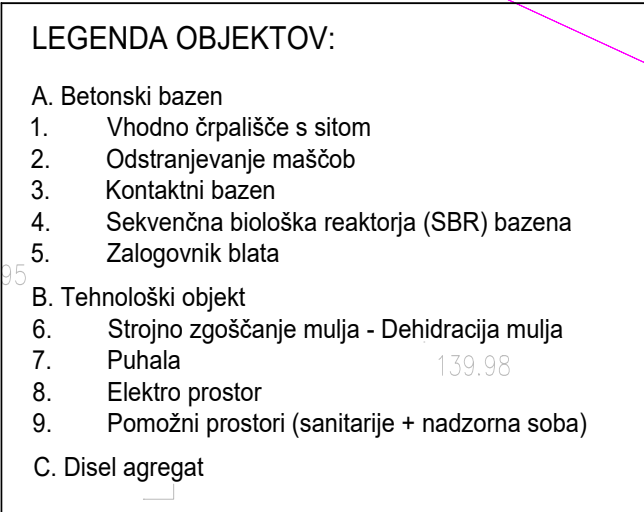 LEGENDA OBJEKTOV:
A. Betonski bazen
1. Vhodno črpališče s sitom
2. Odstranjevanje maščob
3. Kontaktni bazen
4. Sekvenčna biološka reaktorja (SBR) bazena
5. Zalogovnik blata
95
B. Tehnološki objekt
6. Strojno zgoščanje mulja - Dehidracija mulja
7. Puhala
139.98
8. Elektro prostor
9. Pomožni prostori (sanitarije + nadzorna soba)
C. Disel agregat